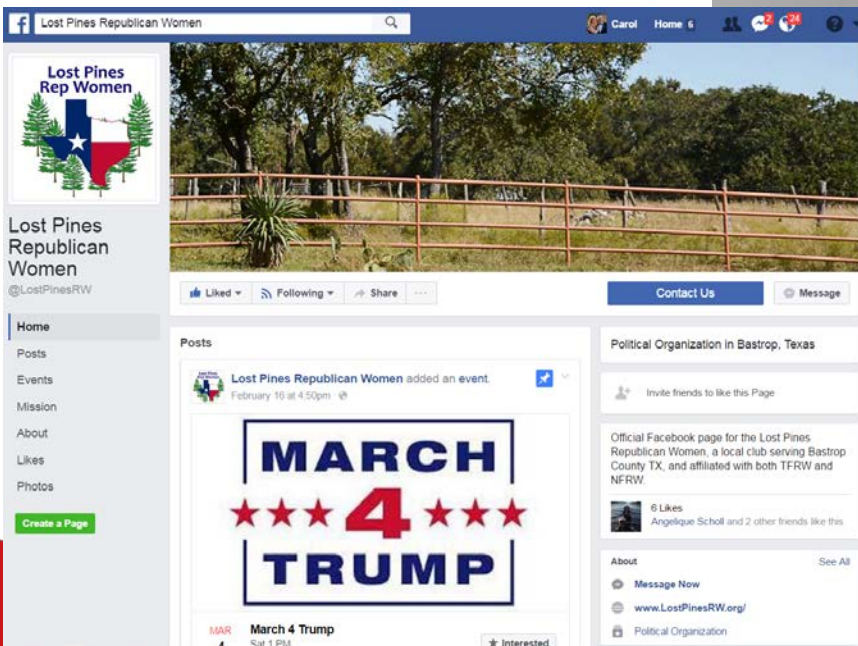 f
Lost Pines Republican Women
Carol
Home 6
2
24
Lost Pines
Rep Women
Lost Pines
Republican
Women
@LostPinesRW
Home
Posts
Events
Mission
About
Likes
Photos
Create a Page
Liked
Following
Share
...
Contact Us
Message
Posts
Lost Pines Republican Women added an event.
February 16 at 4:50pm
MARCH
4
TRUMP
MAR
4
March 4 Trump
Sat 1 PM
Interested
Political Organization in Bastrop, Texas
Invite friends to like this Page
Official Facebook page for the Lost Pines
Republican Women, a local club serving Bastrop
County TX, and affiliated with both TFRW and
NFRW.
6 Likes
Angelique Scholl and 2 other friends like this
About
See All
Message Now
www.LostPinesRW.org/
Political Organization